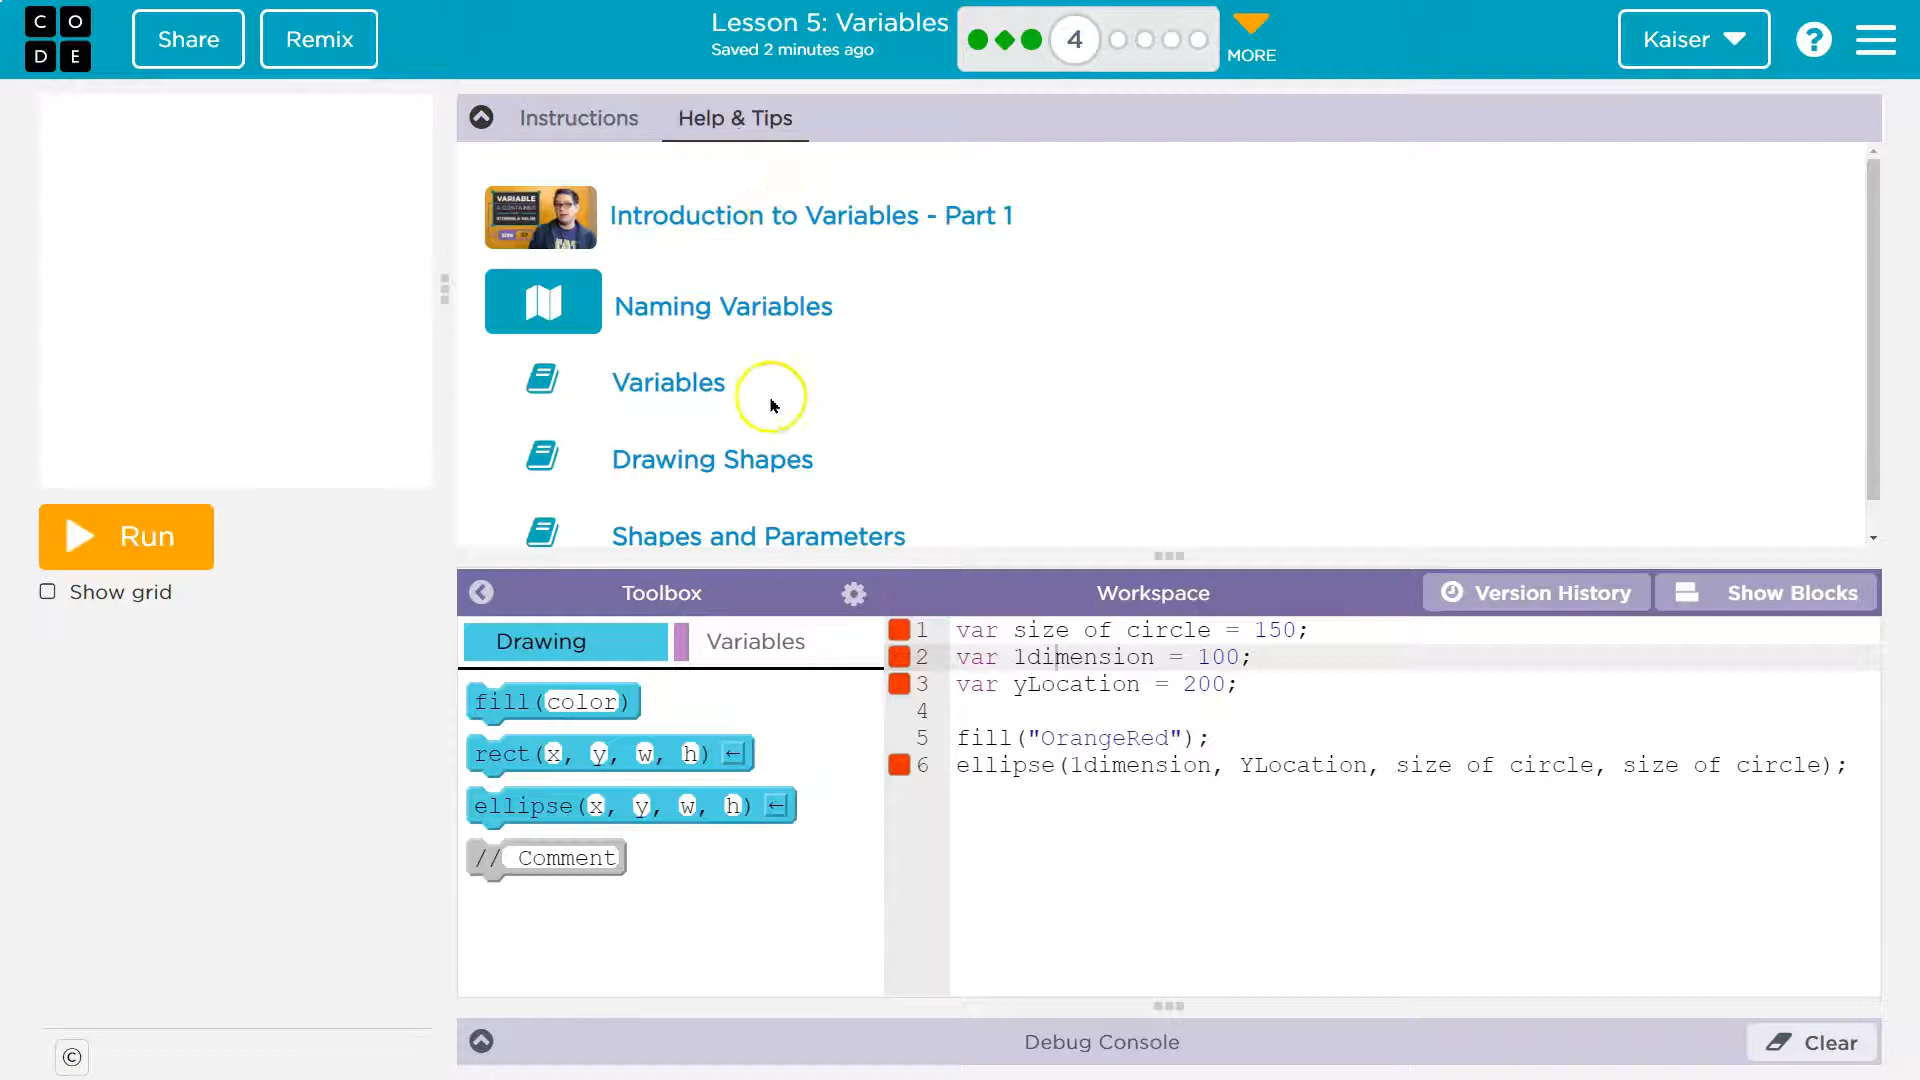 C O
D E
Share
Remix
Lesson 5: Variables
Saved 2 minutes ago
4
MORE
Kaiser
?
Instructions
Help & Tips
VARIABLE
Introduction to Variables - Part 1
Naming Variables
Variables
Drawing Shapes
Shapes and Parameters
Run
Show grid
Toolbox
Workspace
Version History
Show Blocks
Drawing
Variables
fill(color)
rect(x, y, w, h) ←
ellipse(x, y, w, h) ←
// Comment
1 var size of circle = 150;
2 var 1dimension = 100;
3 var yLocation = 200;
4
5 fill("OrangeRed");
6 ellipse(1dimension, YLocation, size of circle, size of circle);
Debug Console
Clear
©